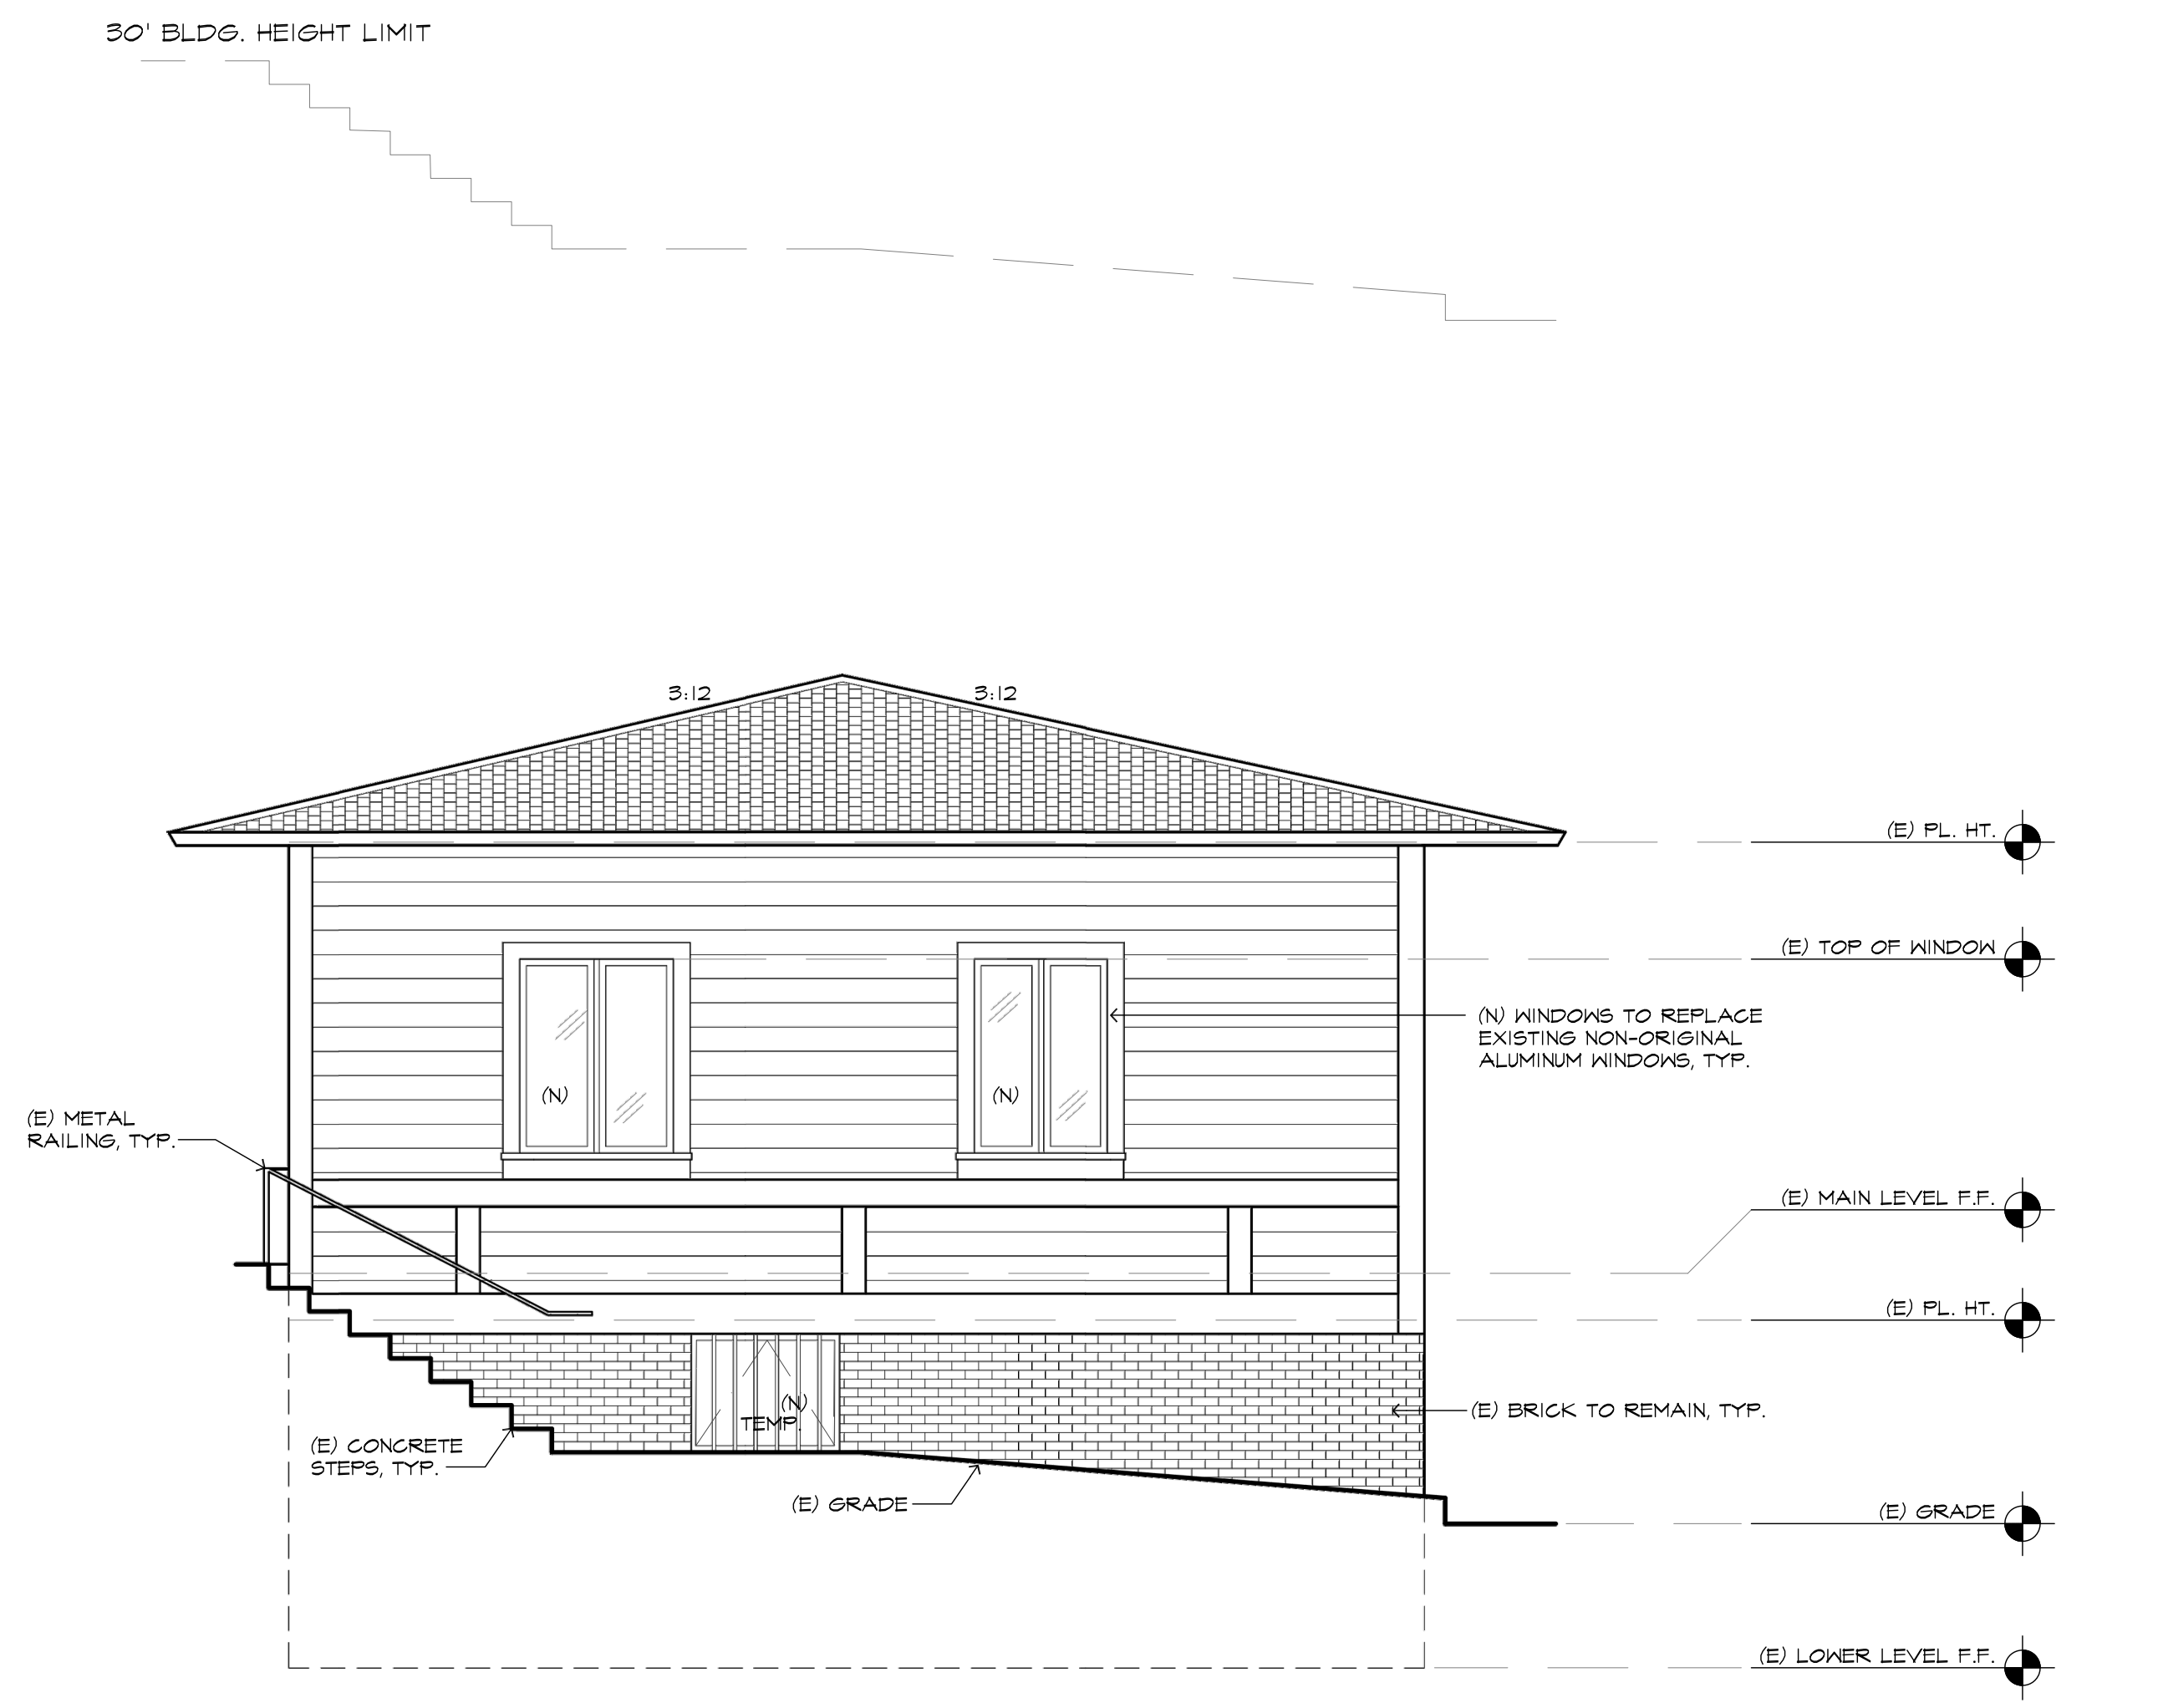 30' BLDG. HEIGHT LIMIT
3:12
3:12
(E) PL. HT.
(E) TOP OF WINDOW
(N) WINDOWS TO REPLACE
EXISTING NON-ORIGINAL
ALUMINUM WINDOWS, TYP.
(N)
(N)
(E) METAL
RAILING, TYP.
(E) MAIN LEVEL F.F.
(E) PL. HT.
(N)
TEMP.
(E) BRICK TO REMAIN, TYP.
(E) CONCRETE
STEPS, TYP.
(E) GRADE
(E) GRADE
(E) LOWER LEVEL F.F.